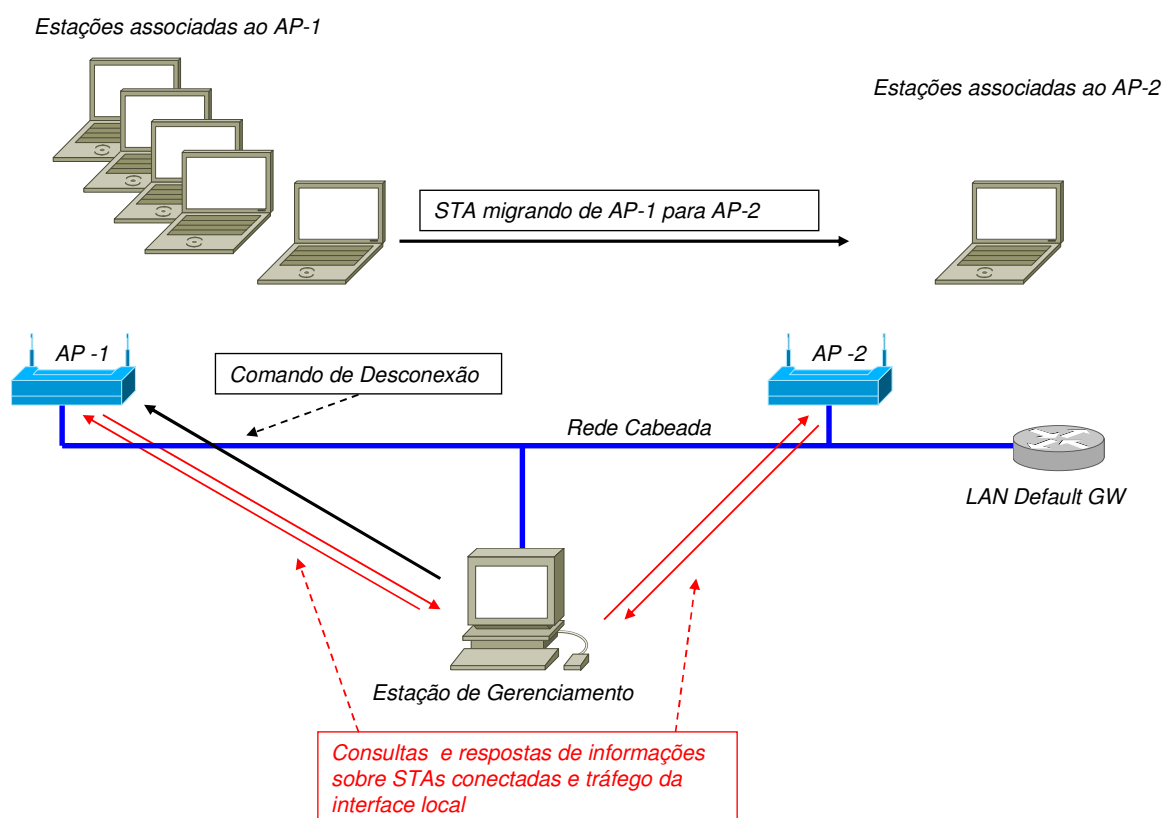 Estações associadas ao AP-1
Estações associadas ao AP-2
STA migrando de AP-1 para AP-2
AP -1
AP -2
Comando de Desconexão
Rede Cabeada
LAN Default GW
Estação de Gerenciamento
Consultas e respostas de informações
sobre STAs conectadas e tráfego da
interface local